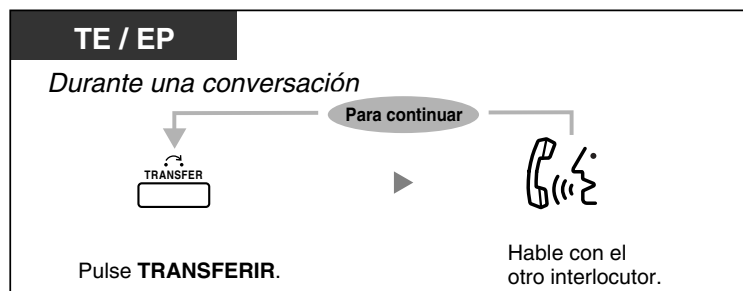 TE / EP
Durante una conversación
Para continuar
TRANSFER
Pulse TRANSFERIR.
Hable con el
otro interlocutor.